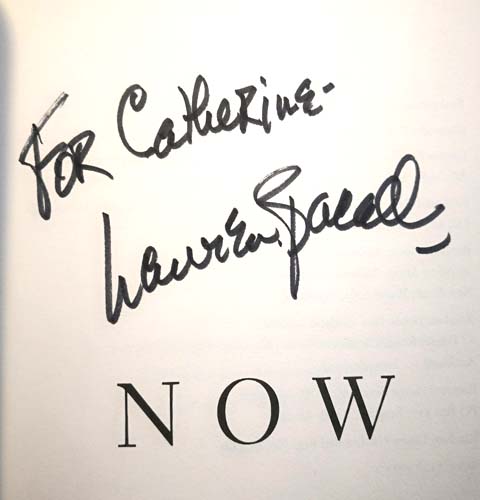 FOR Catherine-
Lauren Bacall
NOW